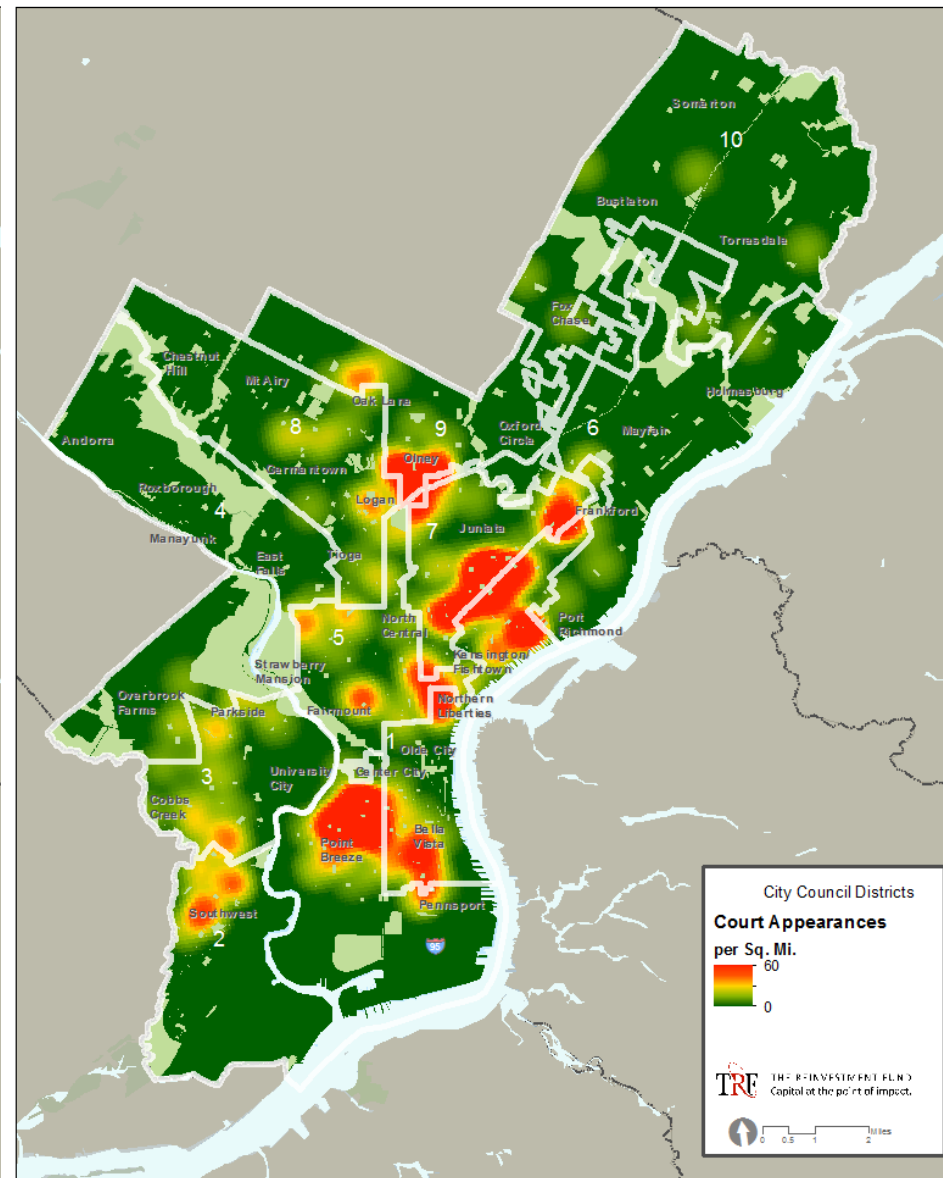 Somerton
10
Bustleton
Torresdale
Fox
Chase
Chestnut
Hill
Mt Airy
Oak Lane
Holmesburg
8
9
Oxford
Circle
6
Mayfair
Andorra
Germantown
Olney
Roxborough
4
Logan
Frankford
Manayunk
7
Juniata
East
Falls
Tioga
5
North
Central
Port
Richmond
Kensington/
Fishtown
Strawberry
Mansion
Overbrook
Farms
Parkside
Fairmount
Northern
Liberties
1
Olde City
3
University
City
Center City
Cobbs
Creek
Point
Breeze
Bella
Vista
Southwest
2
Pennsport
95
City Council Districts
Court Appearances
per Sq. Mi.
60
0
TRF
THE REINVESTMENT FUND
Capital at the point of impact.
0 0.5 1 2
Miles